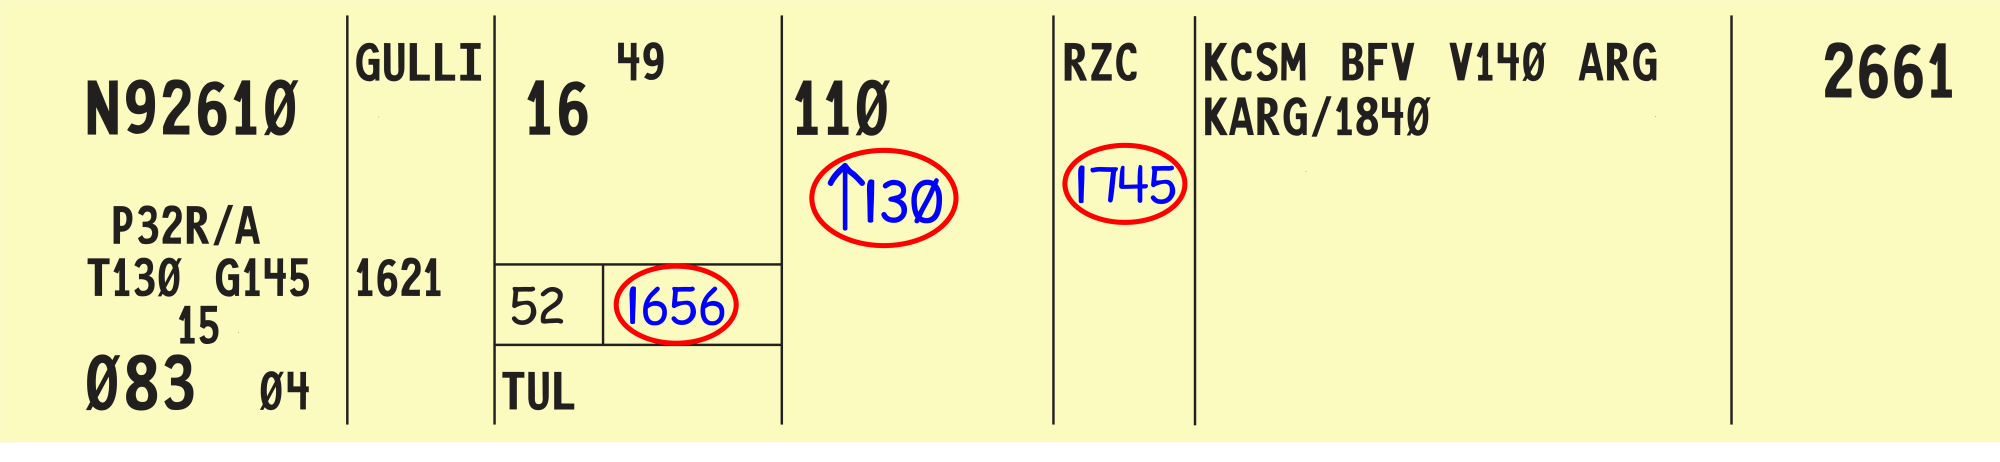 N92610
P32R/A
T130 G145
15
083 04
GULLI
1621
49
16
52 1656
TUL
110
↑130
RZC
1745
KCSM BFV V140 ARG
KARG/1840
2661